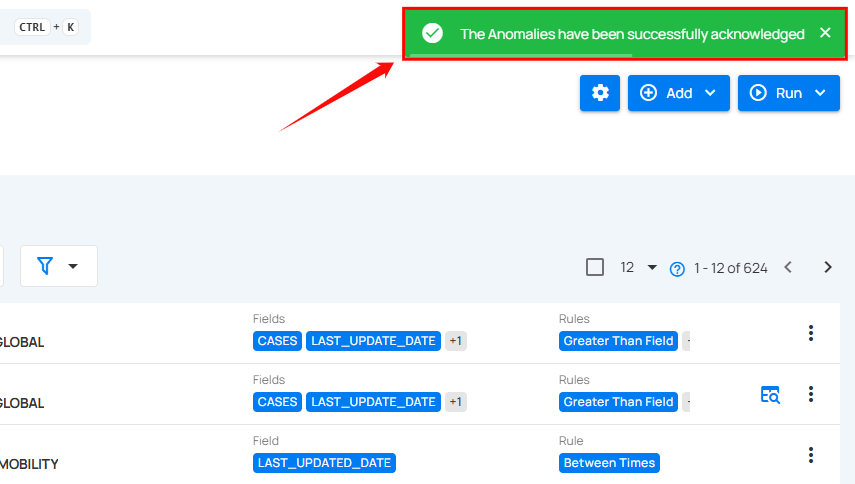 CTRL + K
The Anomalies have been successfully acknowledged
Add
Run
12
1 - 12 of 624
Fields
Rules
GLOBAL
CASES LAST_UPDATE_DATE +1
Greater Than Field
Fields
Rules
GLOBAL
CASES LAST_UPDATE_DATE +1
Greater Than Field
Field
Rule
MOBILITY
LAST_UPDATED_DATE
Between Times